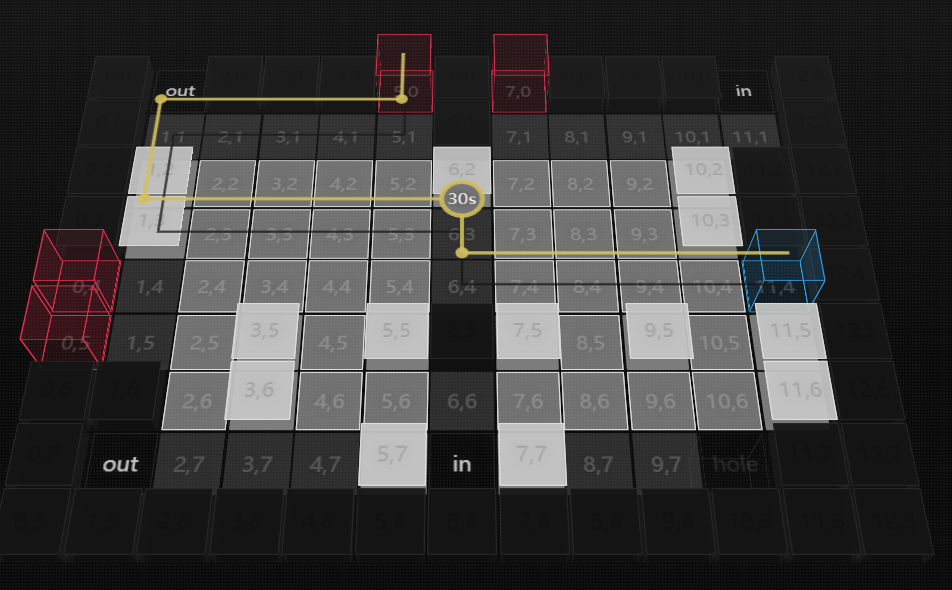 out 5,0 7,0 in
1,1 2,1 3,1 4,1 5,1 7,1 8,1 9,1 10,1 11,1
1,2 2,2 3,2 4,2 5,2 6,2 7,2 8,2 9,2 10,2
30s
2,3 3,3 4,3 5,3 6,3 7,3 8,3 9,3 10,3
0,4 1,4 2,4 3,4 4,4 5,4 6,4 7,4 8,4 9,4 10,4 11,4
0,5 1,5 2,5 3,5 4,5 5,5 7,5 8,5 9,5 10,5 11,5
2,6 3,6 4,6 5,6 6,6 7,6 8,6 9,6 10,6 11,6
out 2,7 3,7 4,7 5,7 in 7,7 8,7 9,7 hole